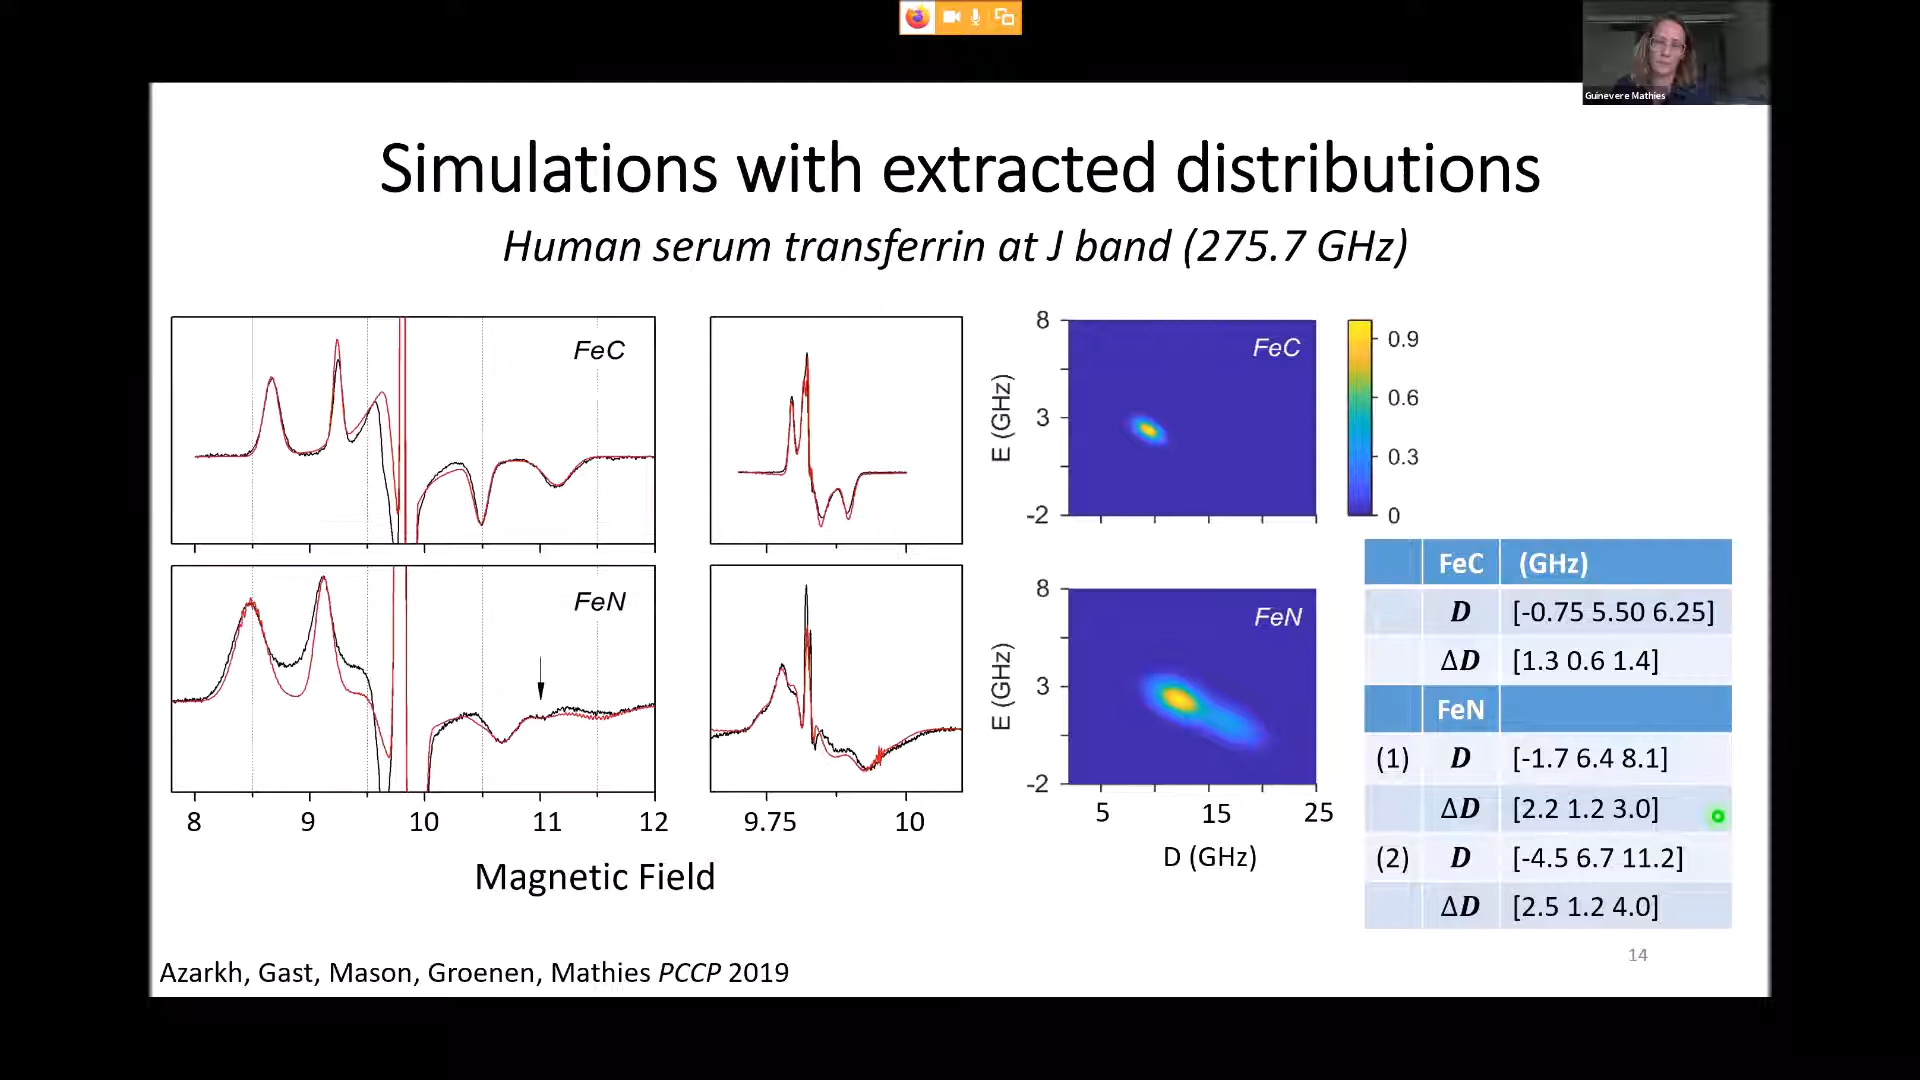 Guinevere Mathies
Simulations with extracted distributions
Human serum transferrin at J band (275.7 GHz)
FeC
FeN
8 9 10 11 12
9.75 10
Magnetic Field
8
3
-2
E (GHz)
FeC
0.9
0.6
0.3
0
8
3
-2
E (GHz)
FeN
5 15 25
D (GHz)
FeC (GHz)
D [-0.75 5.50 6.25]
ΔD [1.3 0.6 1.4]
FeN
(1) D [-1.7 6.4 8.1]
ΔD [2.2 1.2 3.0]
(2) D [-4.5 6.7 11.2]
ΔD [2.5 1.2 4.0]
14
Azarkh, Gast, Mason, Groenen, Mathies PCCP 2019